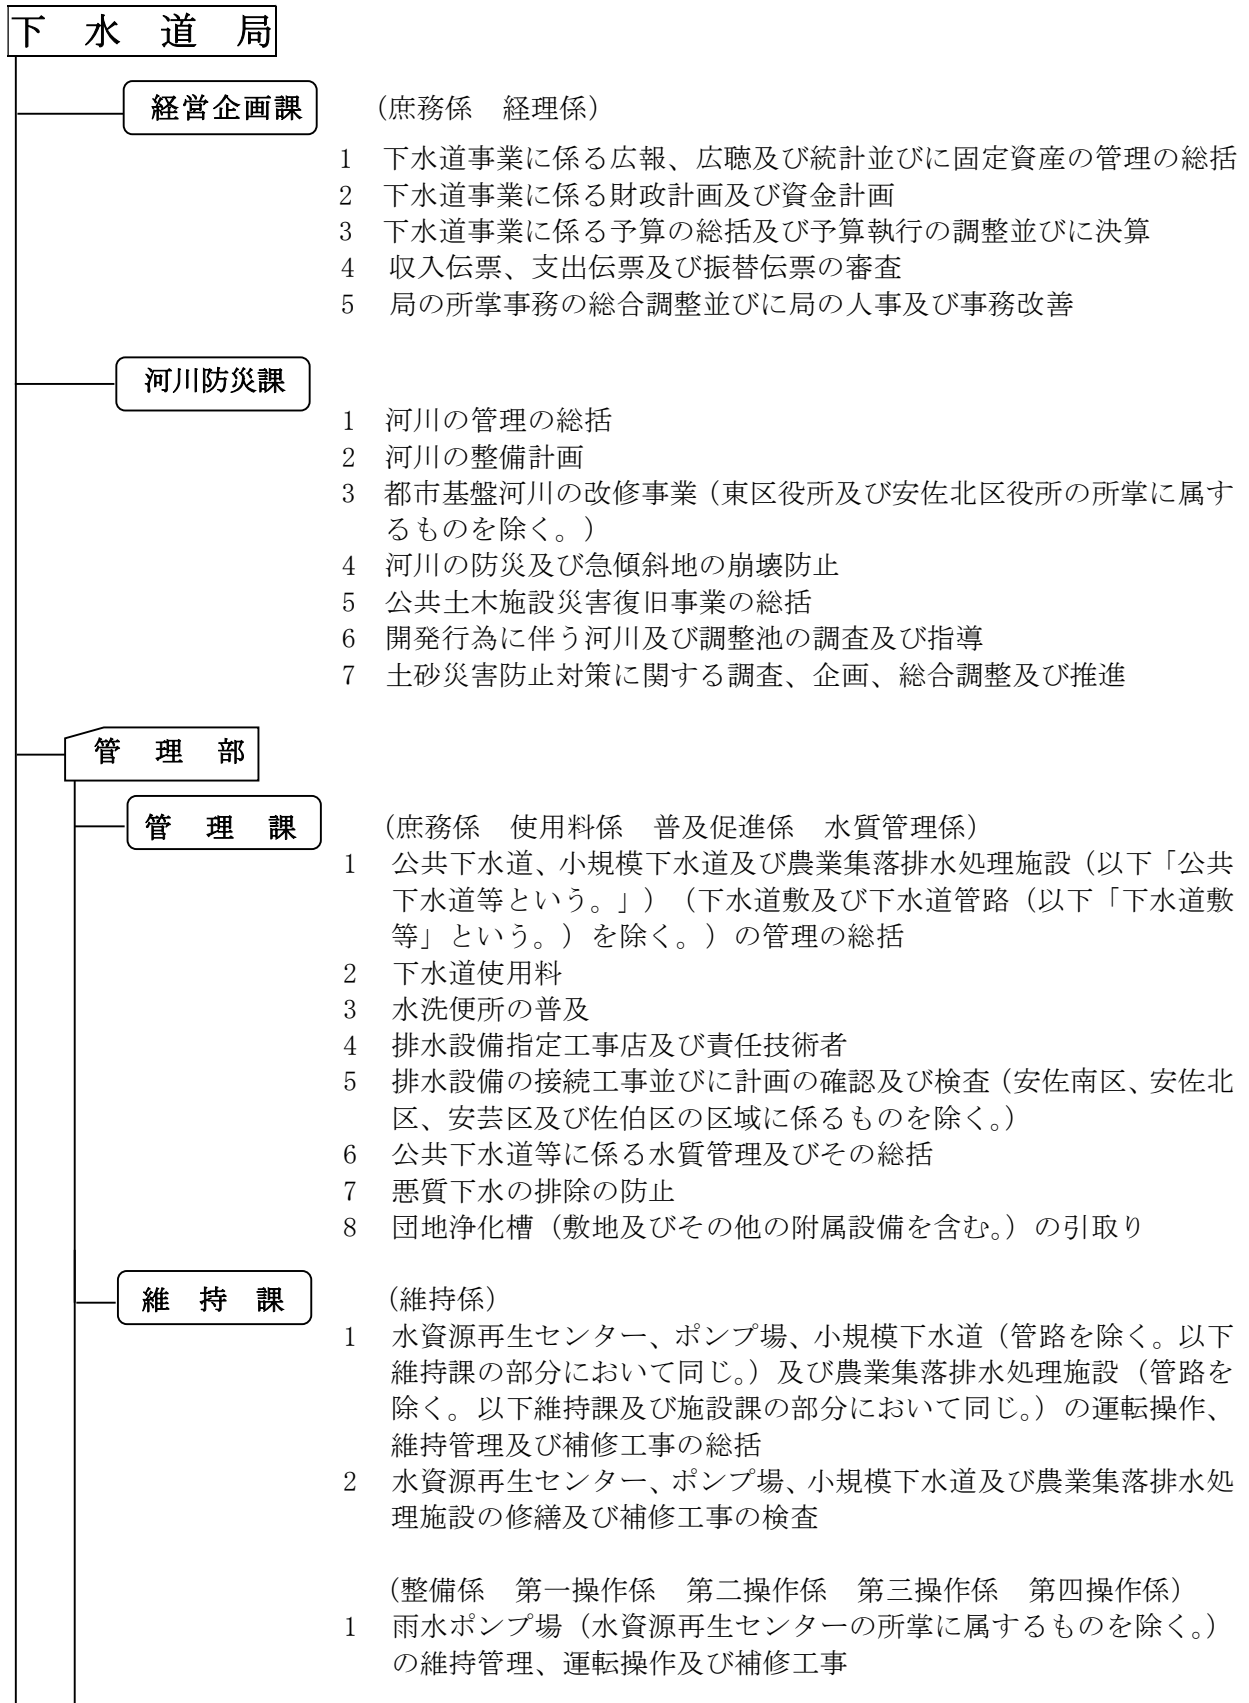 下　水　道　局
経営企画課　（庶務係　経理係）
1　下水道事業に係る広報、広聴及び統計並びに固定資産の管理の総括
2　下水道事業に係る財政計画及び資金計画
3　下水道事業に係る予算の総括及び予算執行の調整並びに決算
4　収入伝票、支出伝票及び振替伝票の審査
5　局の所掌事務の総合調整並びに局の人事及び事務改善
河川防災課
1　河川の管理の総括
2　河川の整備計画
3　都市基盤河川の改修事業（東区役所及び安佐北区役所の所掌に属す
るものを除く。）
4　河川の防災及び急傾斜地の崩壊防止
5　公共土木施設災害復旧事業の総括
6　開発行為に伴う河川及び調整池の調査及び指導
7　土砂災害防止対策に関する調査、企画、総合調整及び推進
管　理　部
管　理　課　（庶務係　使用料係　普及促進係　水質管理係）
1　公共下水道、小規模下水道及び農業集落排水処理施設（以下「公共
下水道等という。」）（下水道敷及び下水道管路（以下「下水道敷
等」という。）を除く。）の管理の総括
2　下水道使用料
3　水洗便所の普及
4　排水設備指定工事店及び責任技術者
5　排水設備の接続工事並びに計画の確認及び検査（安佐南区、安佐北
区、安芸区及び佐伯区の区域に係るものを除く。）
6　公共下水道等に係る水質管理及びその総括
7　悪質下水の排除の防止
8　団地浄化槽（敷地及びその他の附属設備を含む。）の引取り
維　持　課　（維持係）
1　水資源再生センター、ポンプ場、小規模下水道（管路を除く。以下
維持課の部分において同じ。）及び農業集落排水処理施設（管路を
除く。以下維持課及び施設課の部分において同じ。）の運転操作、
維持管理及び補修工事の総括
2　水資源再生センター、ポンプ場、小規模下水道及び農業集落排水処
理施設の修繕及び補修工事の検査
（整備係　第一操作係　第二操作係　第三操作係　第四操作係）
1　雨水ポンプ場（水資源再生センターの所掌に属するものを除く。）
の維持管理、運転操作及び補修工事